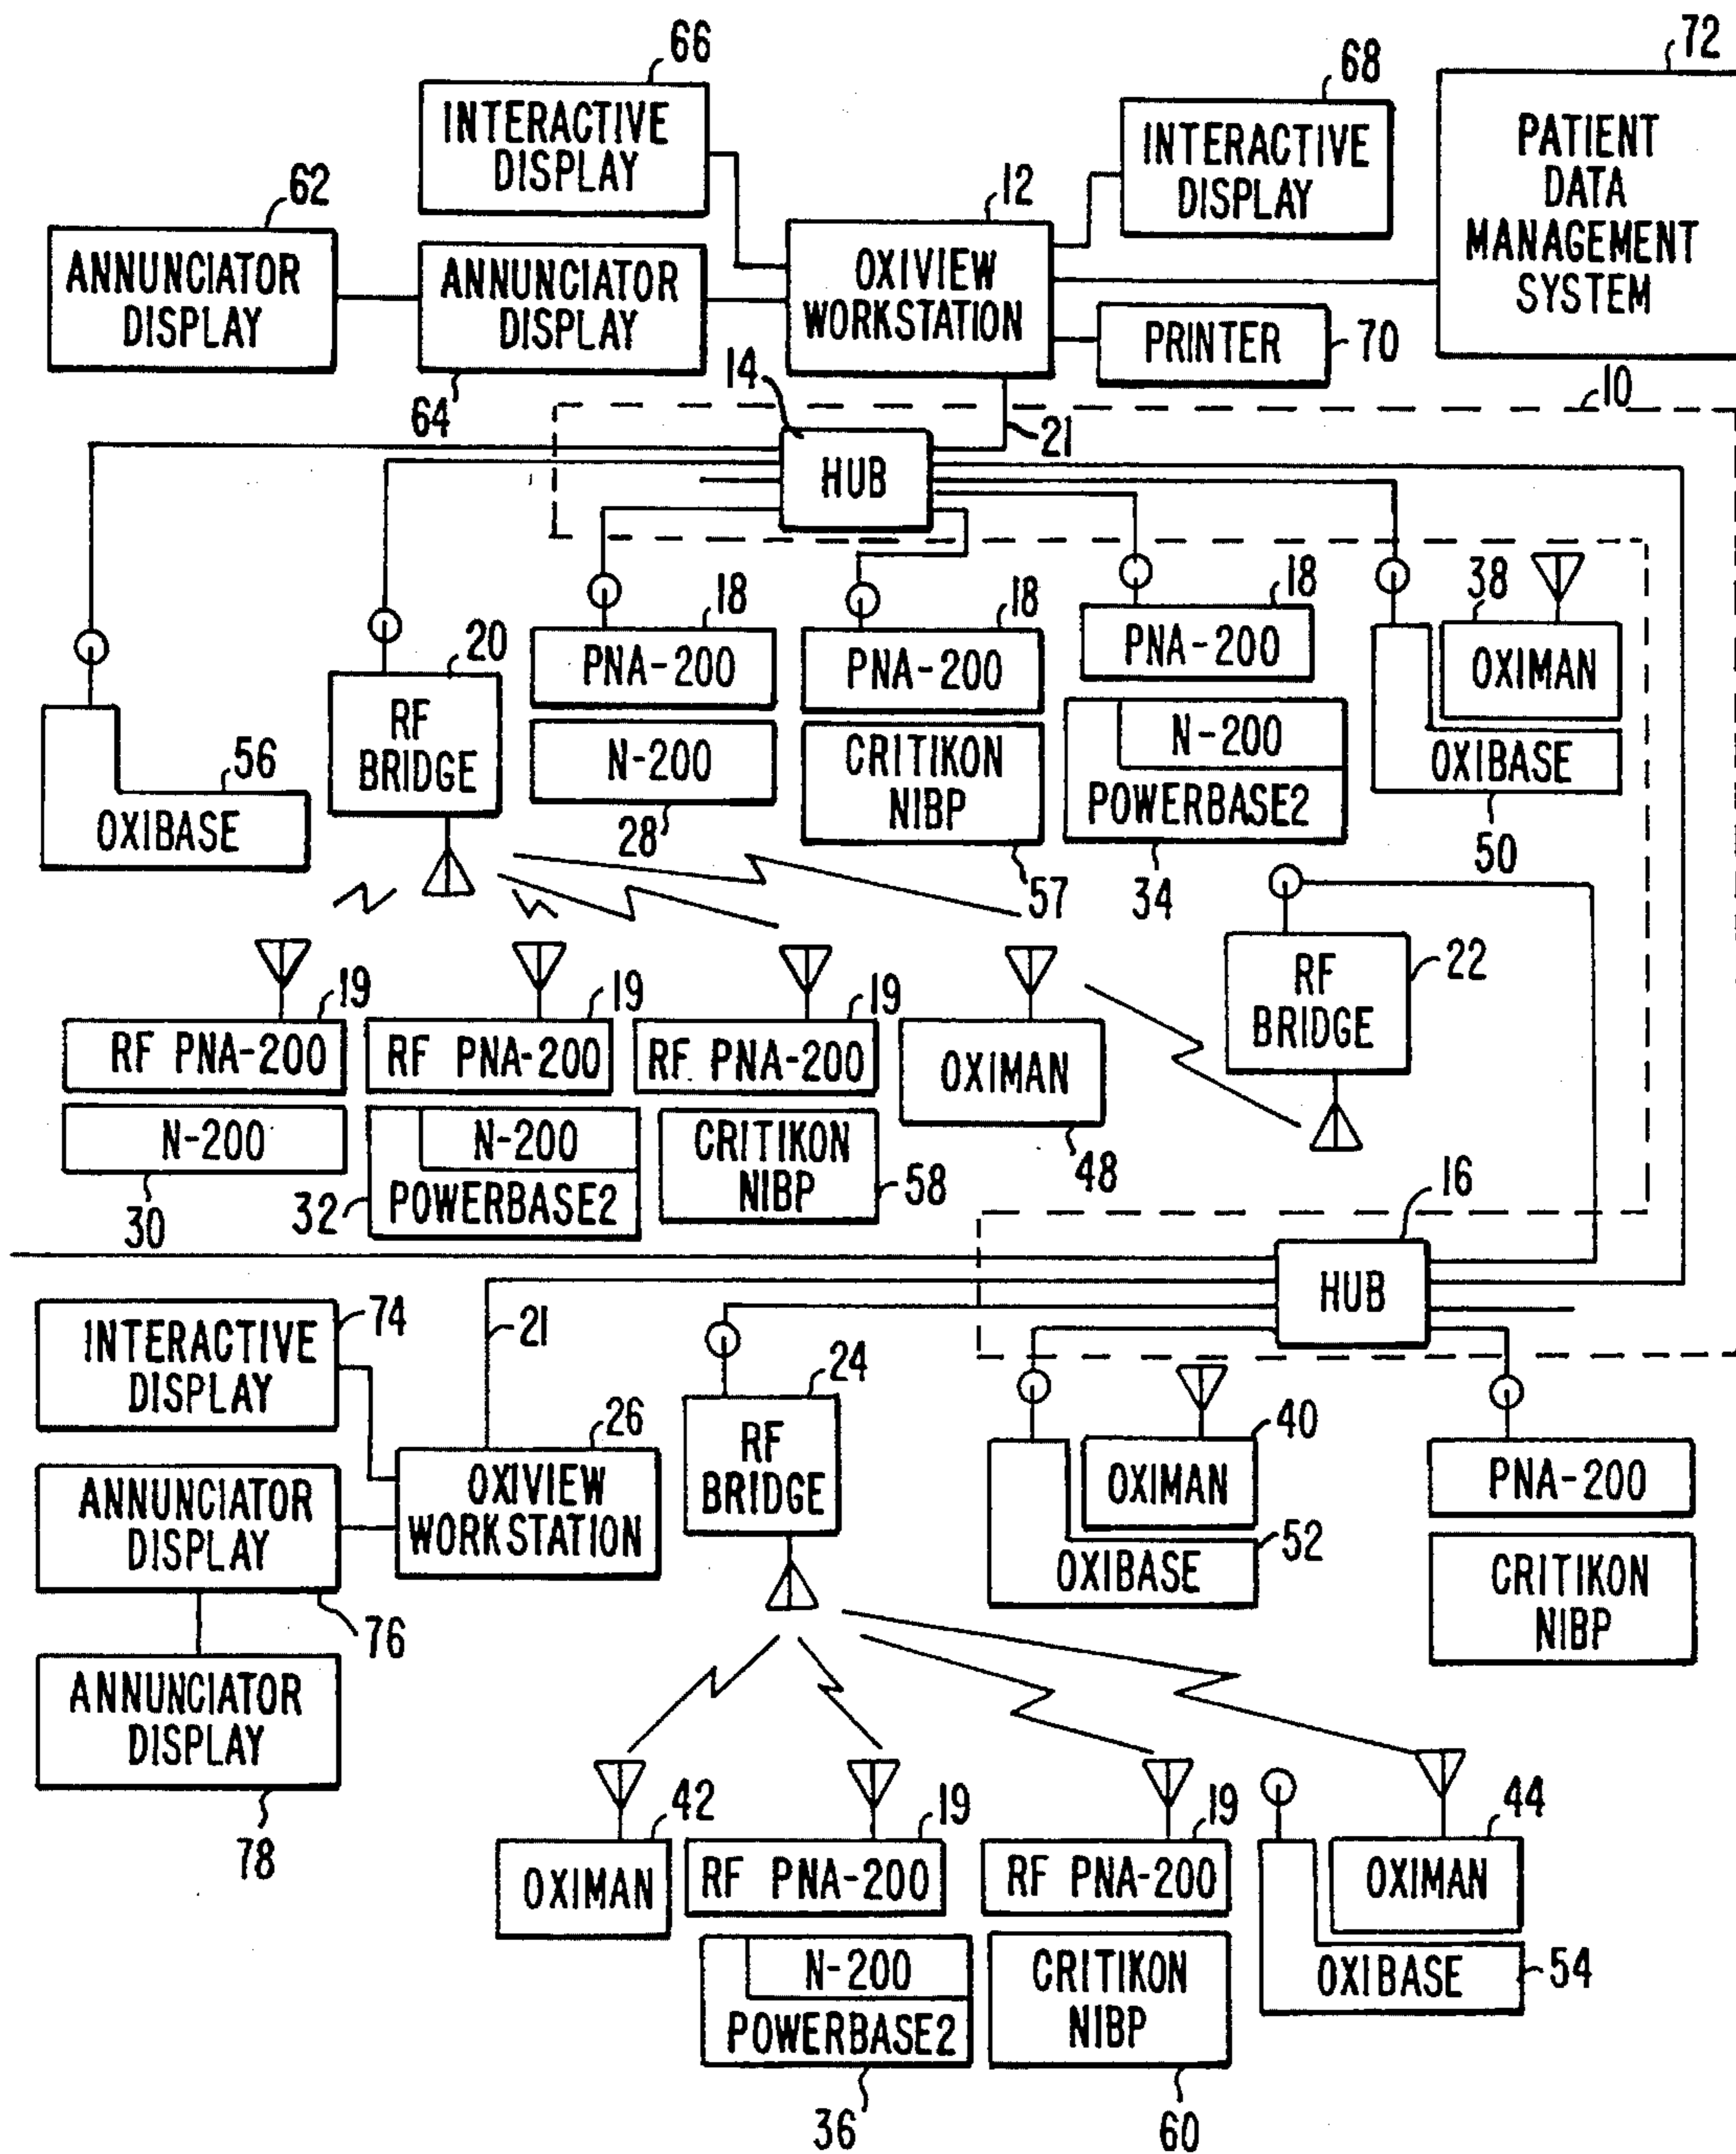 66
INTERACTIVE
DISPLAY
68
INTERACTIVE
DISPLAY
72
PATIENT
DATA
MANAGEMENT
SYSTEM
62
ANNUNCIATOR
DISPLAY
ANNUNCIATOR
DISPLAY
64
12
OXIVIEW
WORKSTATION
PRINTER
70
10
14
HUB
21
56
OXIBASE
20
RF
BRIDGE
18
PNA-200
N-200
28
18
PNA-200
CRITIKON
NIBP
57
18
PNA-200
N-200
POWERBASE2
34
38
OXIMAN
OXIBASE
50
19
RF PNA-200
N-200
30
19
RF PNA-200
N-200
POWERBASE2
32
19
RF PNA-200
CRITIKON
NIBP
58
OXIMAN
48
RF
BRIDGE
22
16
HUB
INTERACTIVE
DISPLAY
74
21
ANNUNCIATOR
DISPLAY
76
ANNUNCIATOR
DISPLAY
78
26
OXIVIEW
WORKSTATION
24
RF
BRIDGE
40
OXIMAN
OXIBASE
52
PNA-200
CRITIKON
NIBP
42
OXIMAN
19
RF PNA-200
N-200
POWERBASE2
36
19
RF PNA-200
CRITIKON
NIBP
60
44
OXIMAN
OXIBASE
54